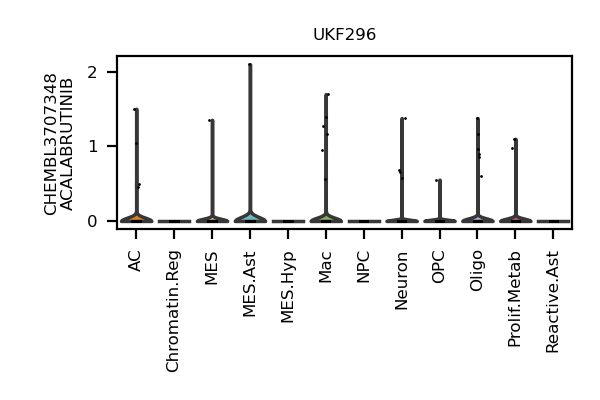 UKF296
CHEMBL3707348
ACALABRUTINIB
2
1
0
AC
Chromatin.Reg
MES
MES.Ast
MES.Hyp
Mac
NPC
Neuron
OPC
Oligo
Prolif.Metab
Reactive.Ast